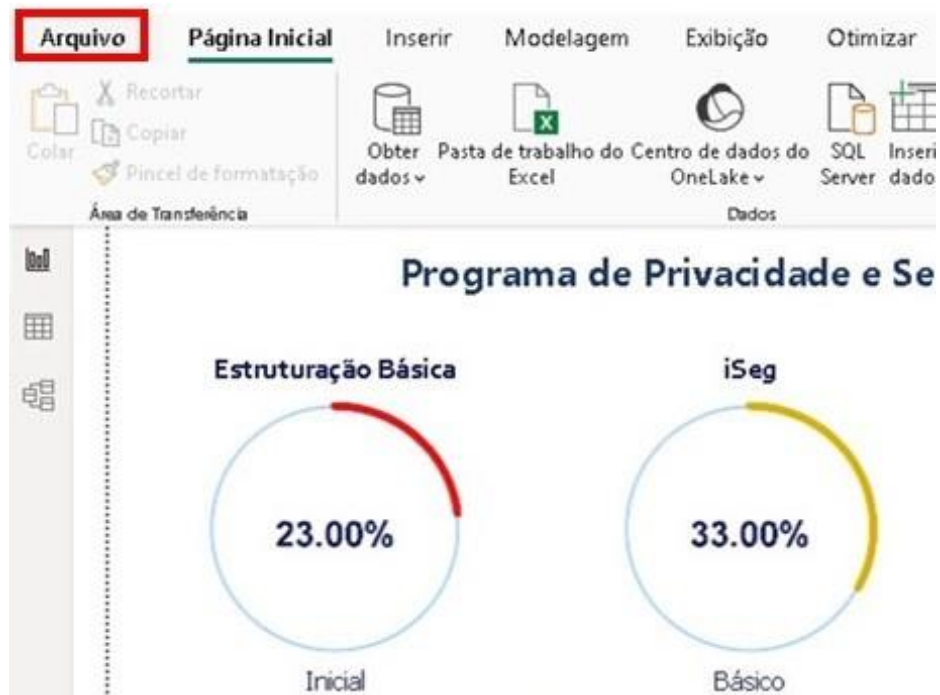 Arquivo Página Inicial Inserir Modelagem Exibição Otimizar
Recortar
Copiar
Colar
Pincel de formatação
Área de Transferência
Obter dados
Pasta de trabalho do Excel
Centro de dados do OneLake
SQL Server
Inseri
dado
Dados
Programa de Privacidade e Se
Estruturação Básica
23.00%
Inicial
iSeg
33.00%
Básico